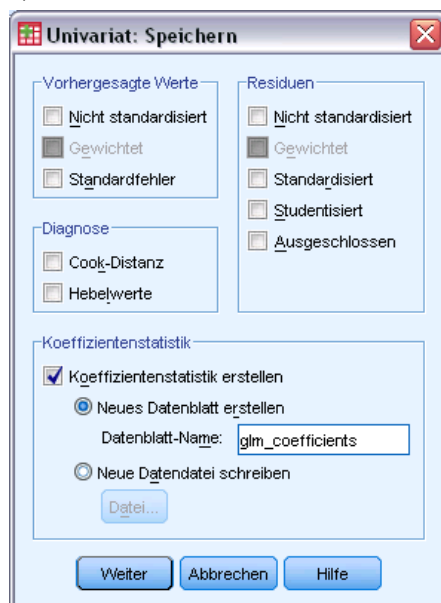 Univariat: Speichern
Vorhergesagte Werte
Nicht standardisiert
Gewichtet
Standardfehler
Diagnose
Cook-Distanz
Hebelwerte
Residuen
Nicht standardisiert
Gewichtet
Standardisiert
Studentisiert
Ausgeschlossen
Koeffizientenstatistik
Koeffizientenstatistik erstellen
Neues Datenblatt erstellen
Datenblatt-Name: glm_coefficients
Neue Datendatei schreiben
Datei...
Weiter Abbrechen Hilfe